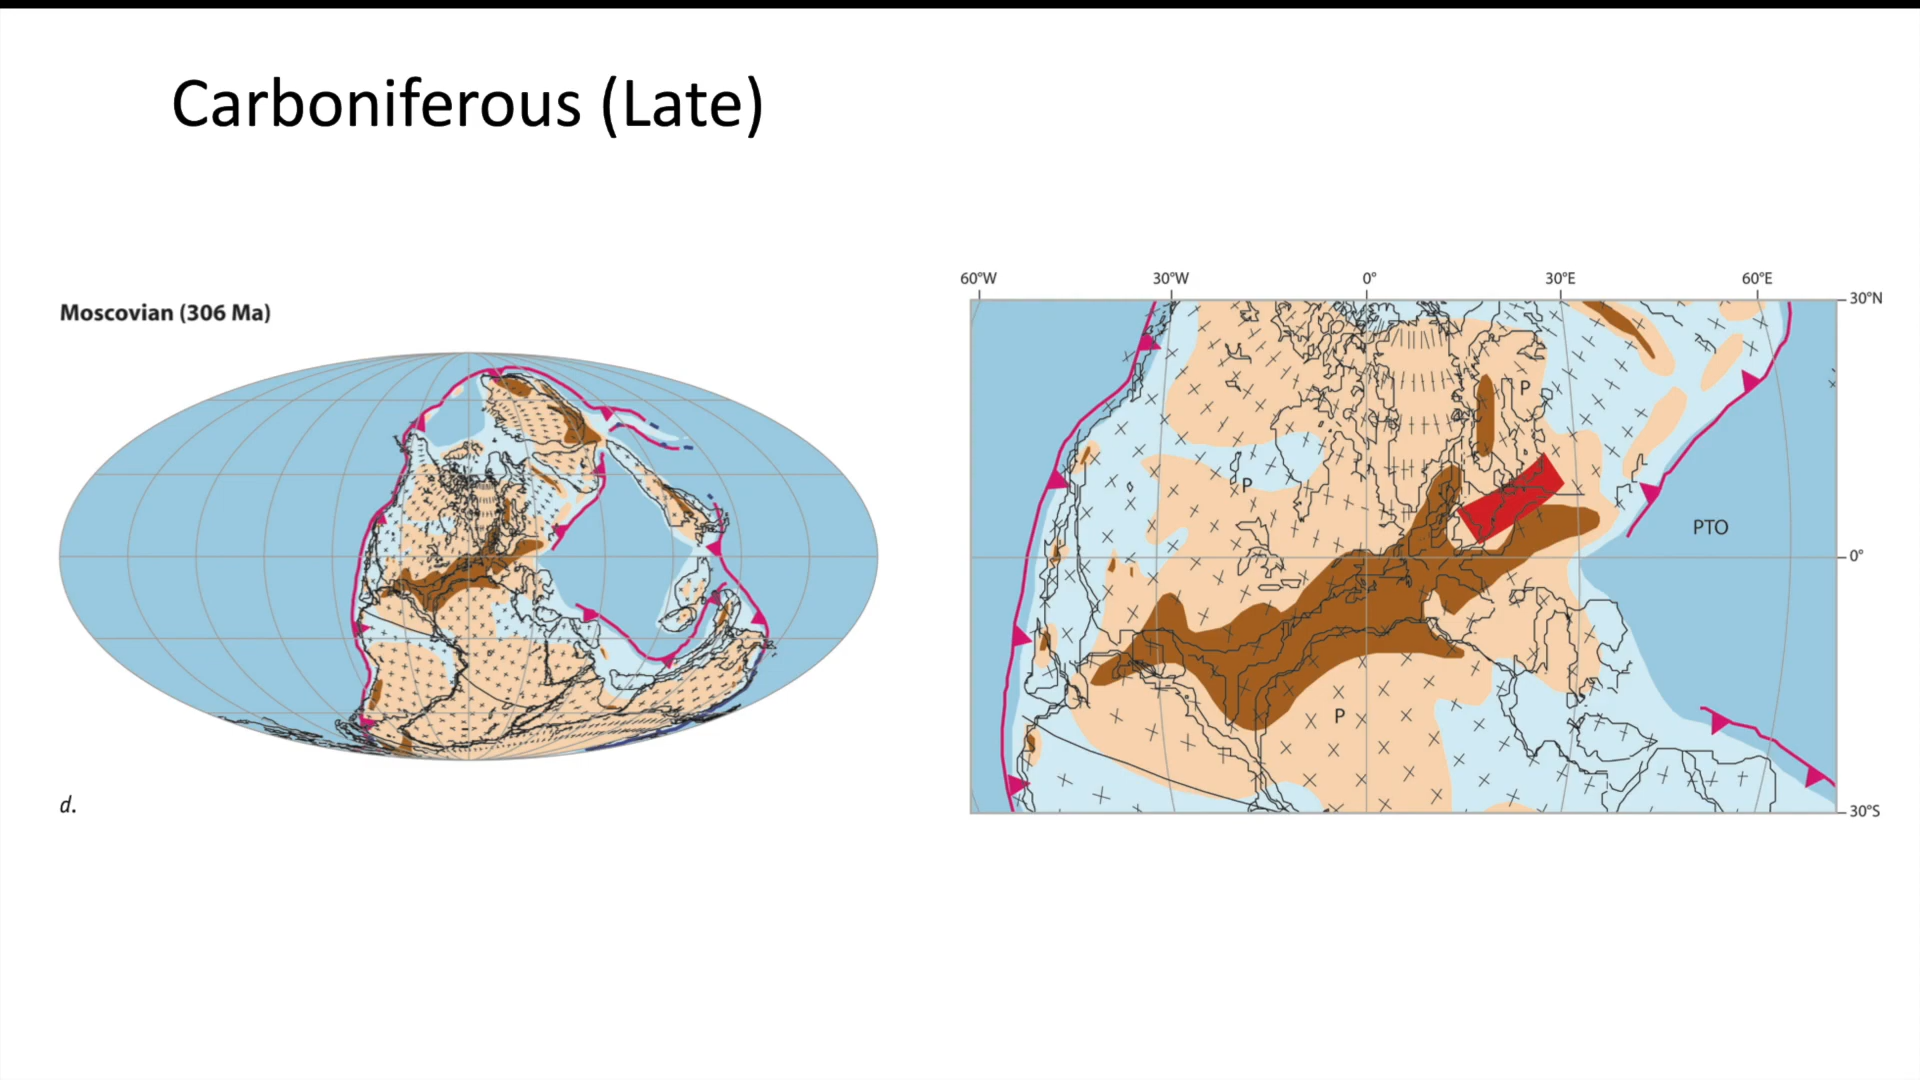 Carboniferous (Late)
Moscovian (306 Ma)
60°W 30°W 0° 30°E 60°E
30°N
P
P
PTO
0°
P
30°S
d.